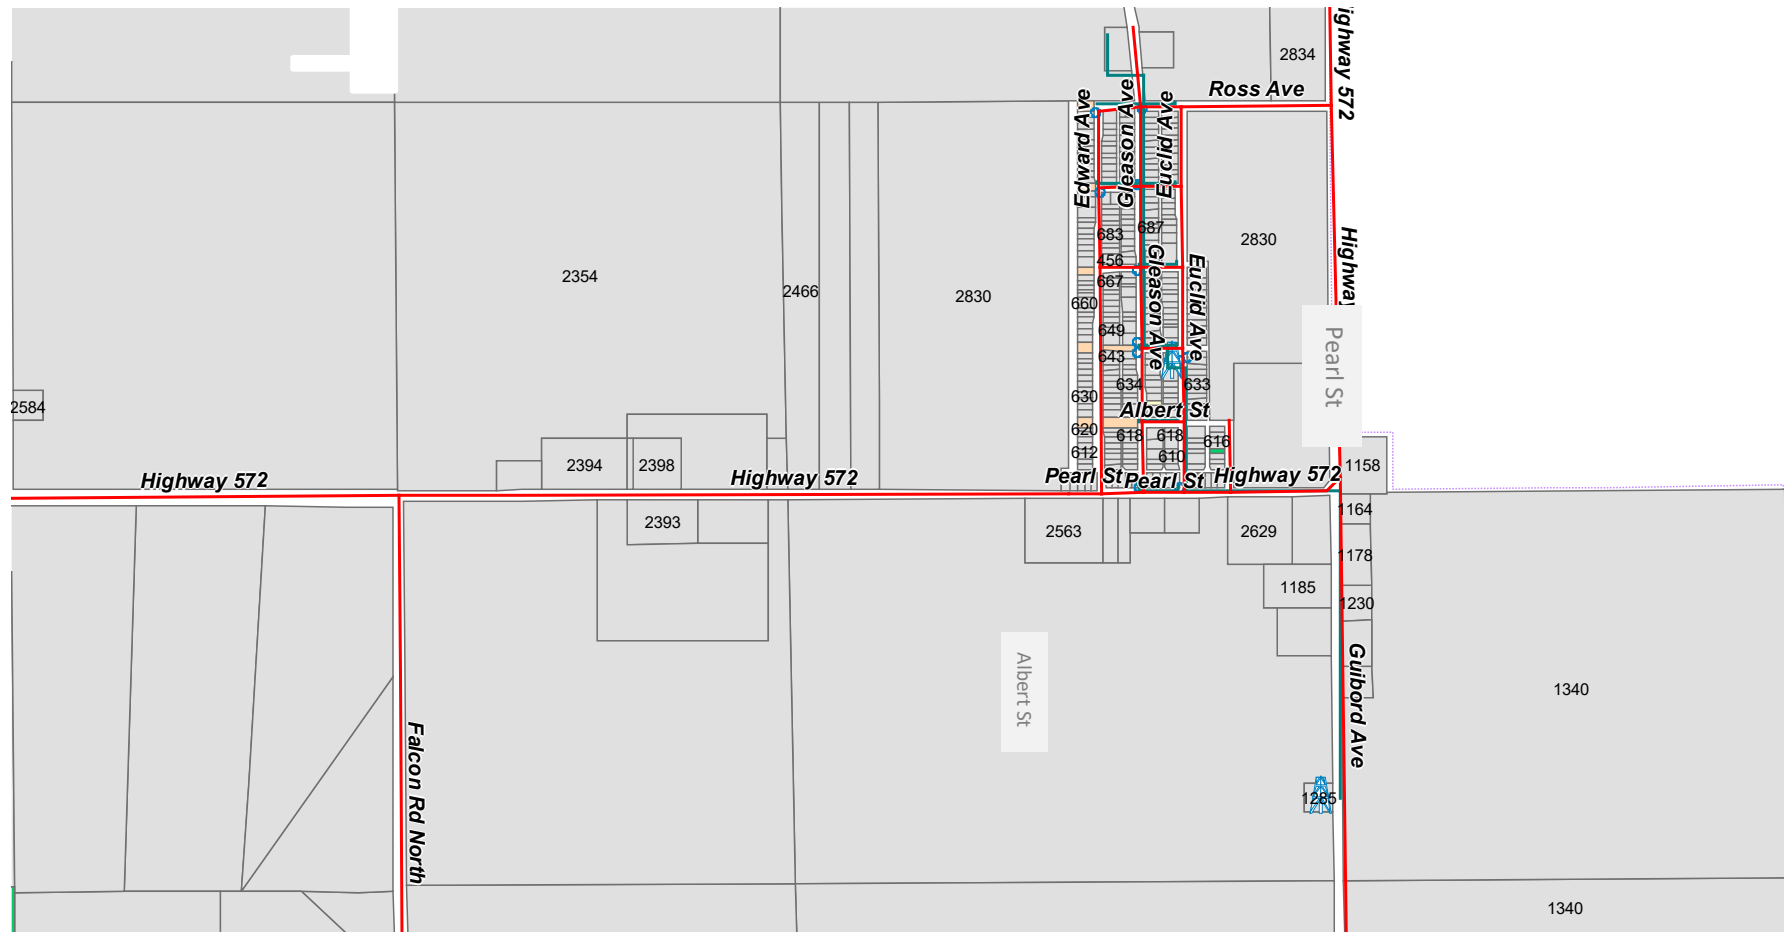 2834
Highway 572
Ross Ave
Edward Ave
Gleason Ave
Euclid Ave
683
687
2830
Highway
456
2354
667
2466
2830
660
Gleason Ave
Euclid Ave
649
643
Pearl St
634
633
2584
630
Albert St
620
618
618
616
612
610
2394
2398
1158
Highway 572
Highway 572
Pearl St
Pearl St
Highway 572
1164
2393
2563
2629
1178
1185
1230
Albert St
Guibord Ave
1340
Falcon Rd North
1285
1340